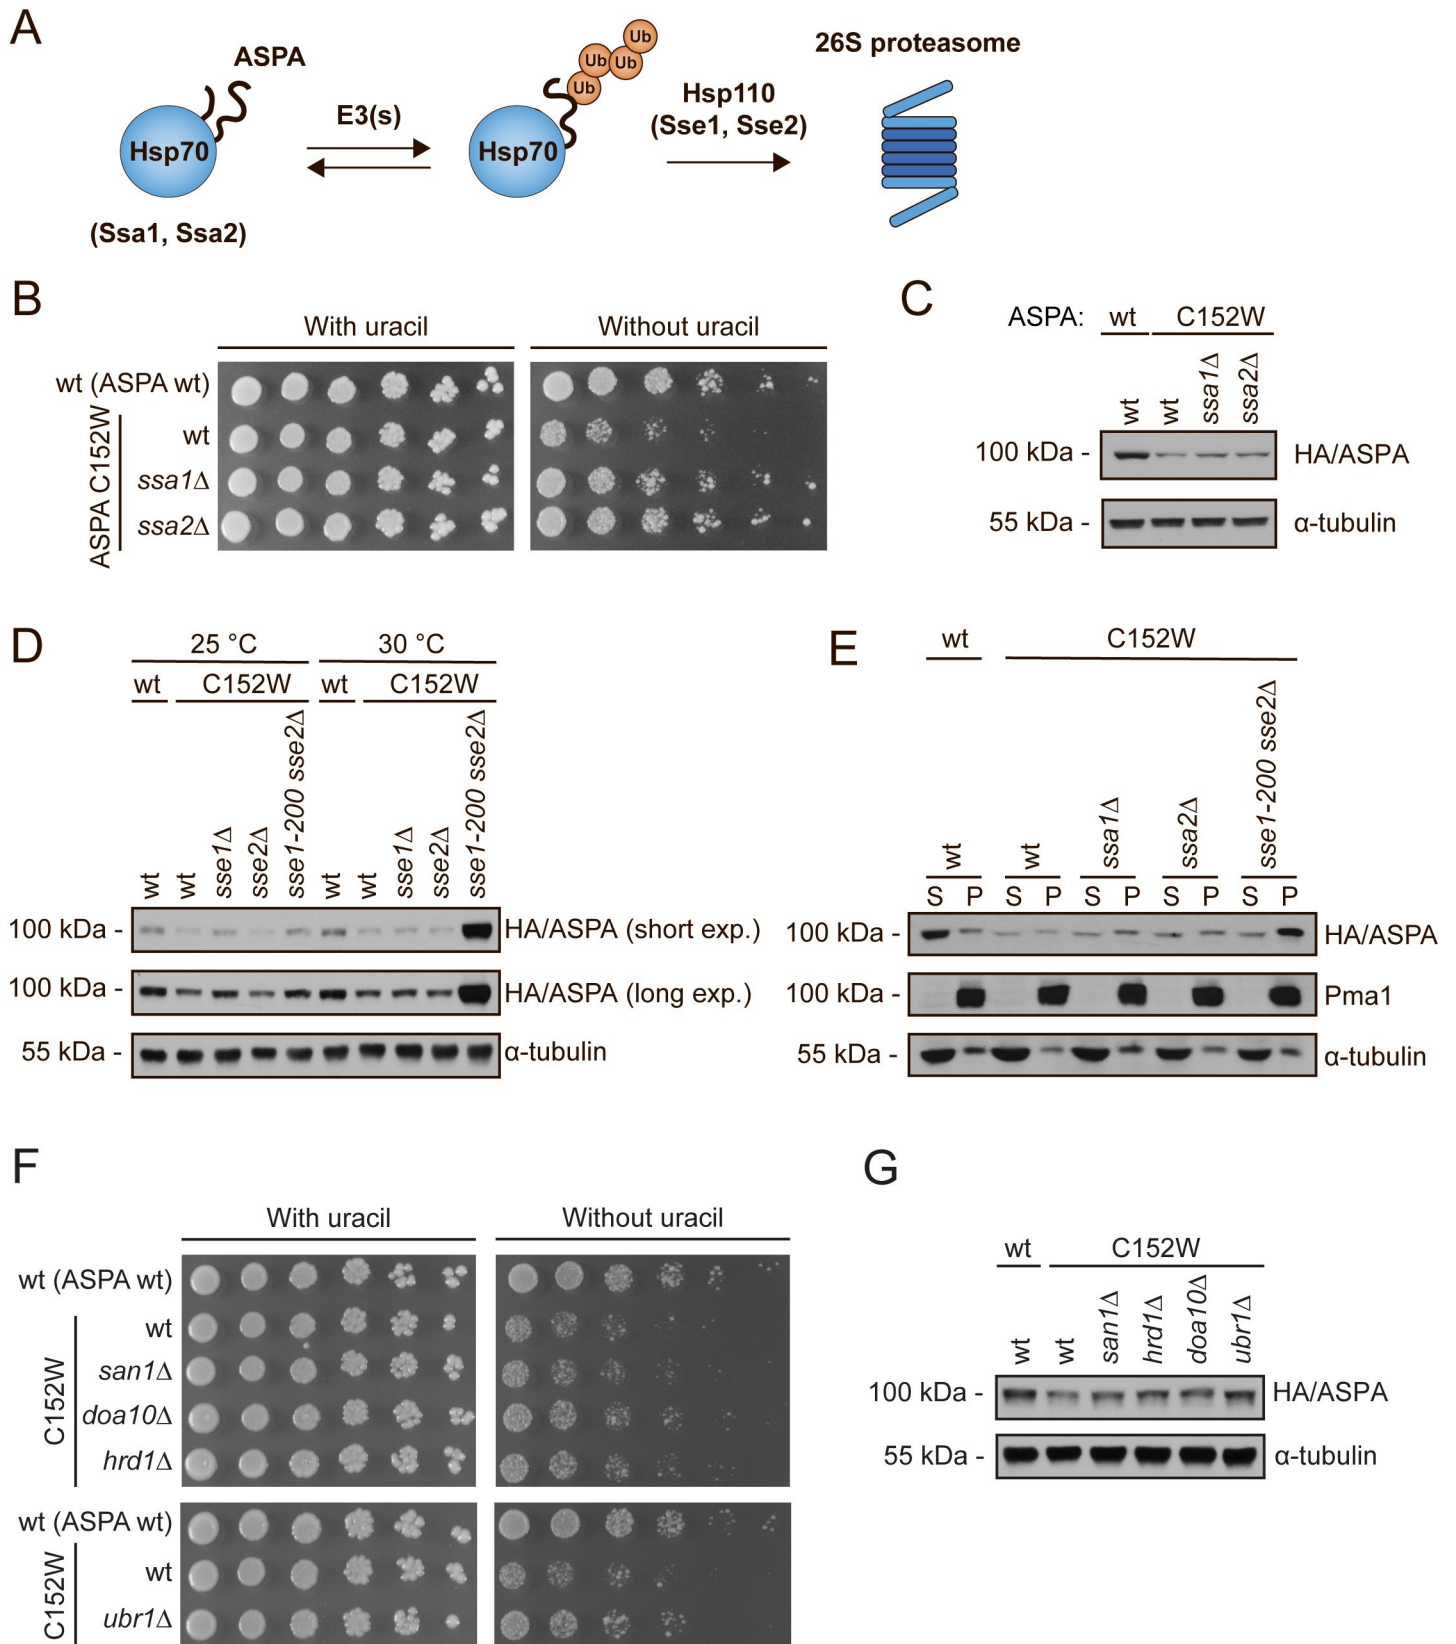 A
ASPA
Hsp70
(Ssa1, Ssa2)
E3(s)
Ub
Ub
Ub
Ub
Hsp70
Hsp110
(Sse1, Sse2)
26S proteasome
B
With uracil
Without uracil
wt (ASPA wt)
ASPA C152W
wt
ssa1Δ
ssa2Δ
C
ASPA: wt C152W
wt
wt
ssa1Δ
ssa2Δ
100 kDa - HA/ASPA
55 kDa - α-tubulin
D
25 °C 30 °C
wt C152W wt C152W
wt
wt
sse1Δ
sse2Δ
sse1-200 sse2Δ
wt
wt
sse1Δ
sse2Δ
sse1-200 sse2Δ
100 kDa - HA/ASPA (short exp.)
100 kDa - HA/ASPA (long exp.)
55 kDa - α-tubulin
E
wt C152W
wt
wt
ssa1Δ
ssa2Δ
sse1-200 sse2Δ
S P S P S P S P S P
100 kDa - HA/ASPA
100 kDa - Pma1
55 kDa - α-tubulin
F
With uracil
Without uracil
wt (ASPA wt)
C152W
wt
san1Δ
doa10Δ
hrd1Δ
wt (ASPA wt)
C152W
wt
ubr1Δ
G
wt C152W
wt
wt
san1Δ
hrd1Δ
doa10Δ
ubr1Δ
100 kDa - HA/ASPA
55 kDa - α-tubulin